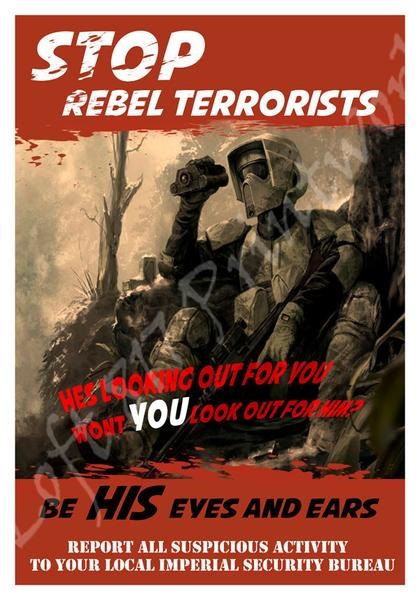 STOP
REBEL TERRORISTS
HES LOOKING OUT FOR YOU
WONT YOU LOOK OUT FOR HIM?
BE HIS EYES AND EARS
REPORT ALL SUSPICIOUS ACTIVITY
TO YOUR LOCAL IMPERIAL SECURITY BUREAU